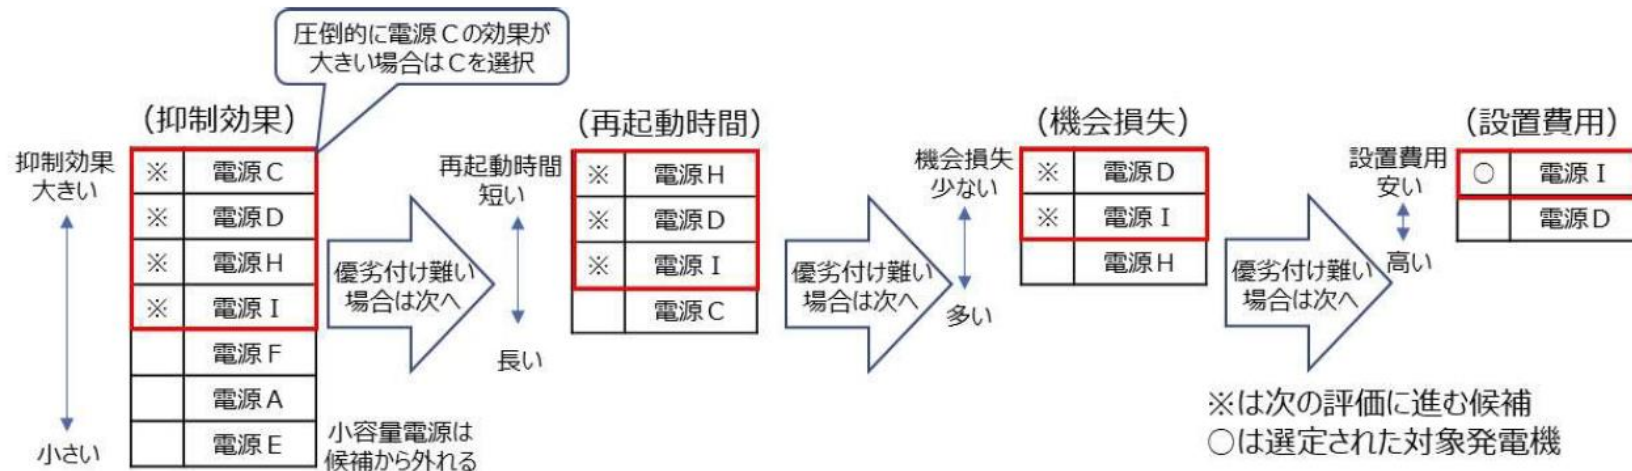 圧倒的に電源Cの効果が
大きい場合はCを選択
(抑制効果)
抑制効果
大きい
小さい
※ 電源C
※ 電源D
※ 電源H
※ 電源I
電源F
電源A
電源E
小容量電源は
候補から外れる
優劣付け難い
場合は次へ
(再起動時間)
再起動時間
短い
長い
※ 電源H
※ 電源D
※ 電源I
電源C
優劣付け難い
場合は次へ
(機会損失)
機会損失
少ない
多い
※ 電源D
※ 電源I
電源H
優劣付け難い
場合は次へ
(設置費用)
設置費用
安い
高い
○ 電源I
電源D
※は次の評価に進む候補
○は選定された対象発電機